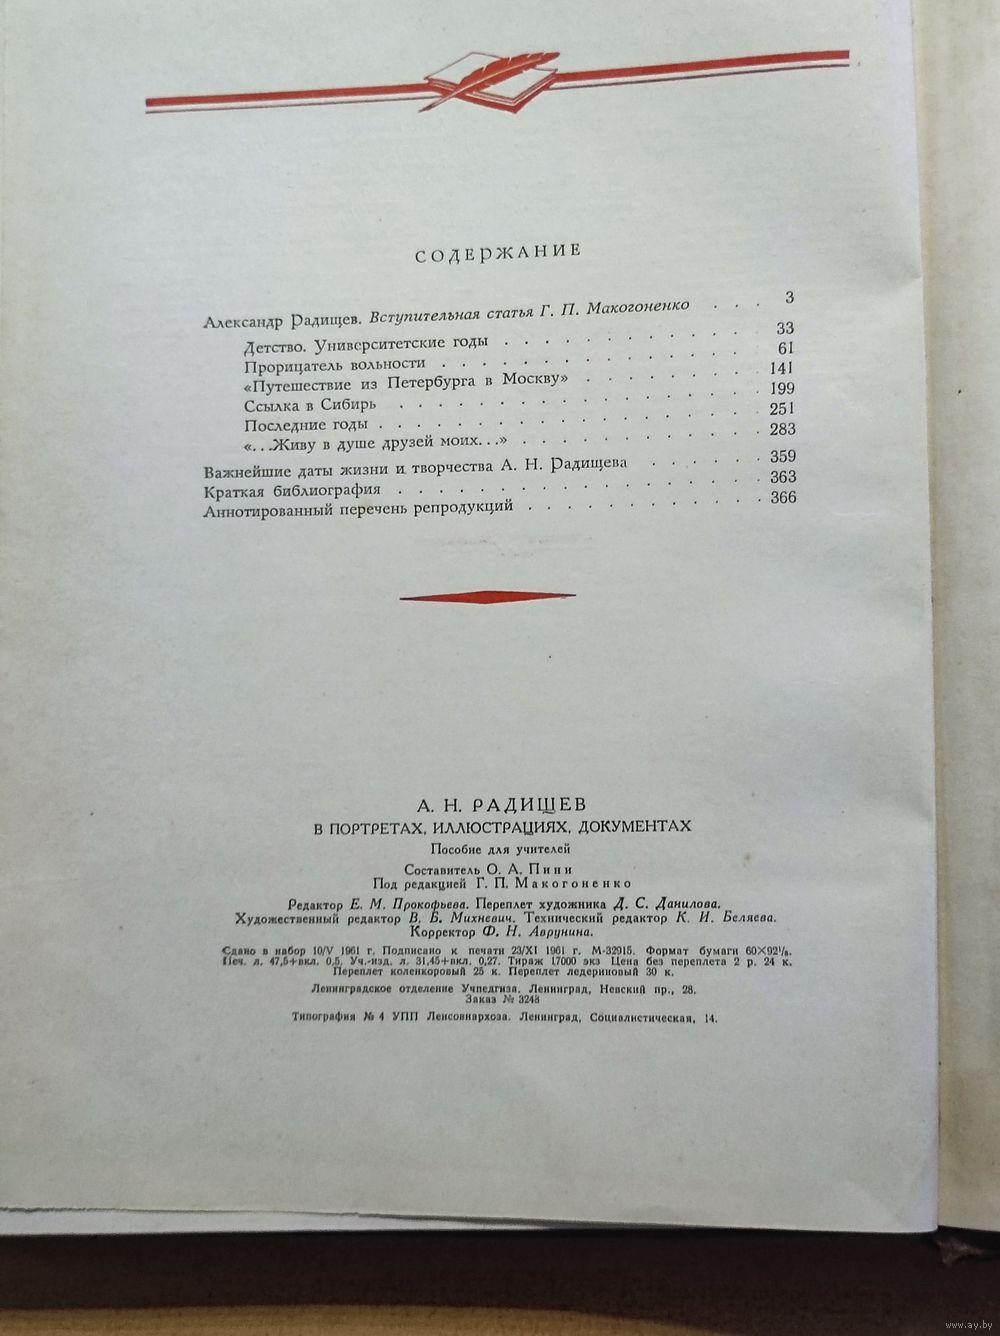 СОДЕРЖАНИЕ
Александр Радищев. Вступительная статья Г. П. Макогоненко . . . 3
Детство. Университетские годы . . . . . . . . . . 33
Прорицатель вольности . . . . . . . . . . . . 61
«Путешествие из Петербурга в Москву» . . . . . . . . 141
Ссылка в Сибирь . . . . . . . . . . . . . . 199
Последние годы . . . . . . . . . . . . . . 251
«...Живу в душе друзей моих...» . . . . . . . . . . 283
Важнейшие даты жизни и творчества А. Н. Радищева . . . . . 359
Краткая библиография . . . . . . . . . . . . . . 363
Аннотированный перечень репродукций . . . . . . . . . 366
А. Н. РАДИЩЕВ
В ПОРТРЕТАХ, ИЛЛЮСТРАЦИЯХ, ДОКУМЕНТАХ
Пособие для учителей
Составитель О. А. Пини
Под редакцией Г. П. Макогоненко
Редактор Е. М. Прокофьева. Переплет художника Д. С. Данилова.
Художественный редактор В. Б. Михневич. Технический редактор К. И. Беляева.
Корректор Ф. Н. Аврунина.
Сдано в набор 10/V 1961 г. Подписано к печати 23/XI 1961 г. М-32915. Формат бумаги 60×92⅛.
Печ. л. 47,5+вкл. 0,5. Уч.-изд. л. 31,45+вкл. 0,27. Тираж 17000 экз Цена без переплета 2 р. 24 к.
Переплет коленкоровый 25 к. Переплет ледериновый 30 к.
Ленинградское отделение Учпедгиза. Ленинград, Невский пр., 28.
Заказ № 3248
Типография № 4 УПП Ленсовнархоза. Ленинград, Социалистическая, 14.
www.ay.by